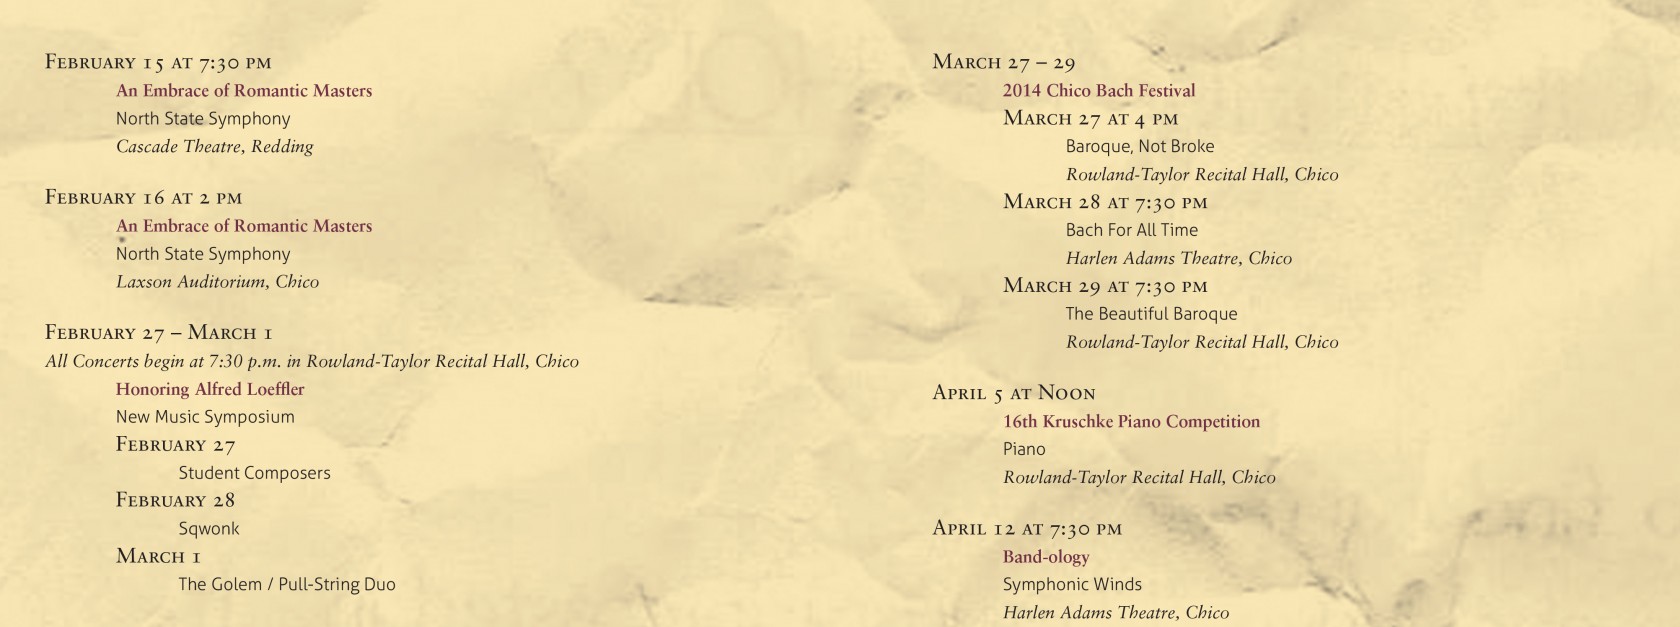 February 15 at 7:30 pm
An Embrace of Romantic Masters
North State Symphony
Cascade Theatre, Redding
February 16 at 2 pm
An Embrace of Romantic Masters
North State Symphony
Laxson Auditorium, Chico
February 27 – March 1
All Concerts begin at 7:30 p.m. in Rowland-Taylor Recital Hall, Chico
Honoring Alfred Loeffler
New Music Symposium
February 27
Student Composers
February 28
Sqwonk
March 1
The Golem / Pull-String Duo
March 27 – 29
2014 Chico Bach Festival
March 27 at 4 pm
Baroque, Not Broke
Rowland-Taylor Recital Hall, Chico
March 28 at 7:30 pm
Bach For All Time
Harlen Adams Theatre, Chico
March 29 at 7:30 pm
The Beautiful Baroque
Rowland-Taylor Recital Hall, Chico
April 5 at Noon
16th Kruschke Piano Competition
Piano
Rowland-Taylor Recital Hall, Chico
April 12 at 7:30 pm
Band-ology
Symphonic Winds
Harlen Adams Theatre, Chico